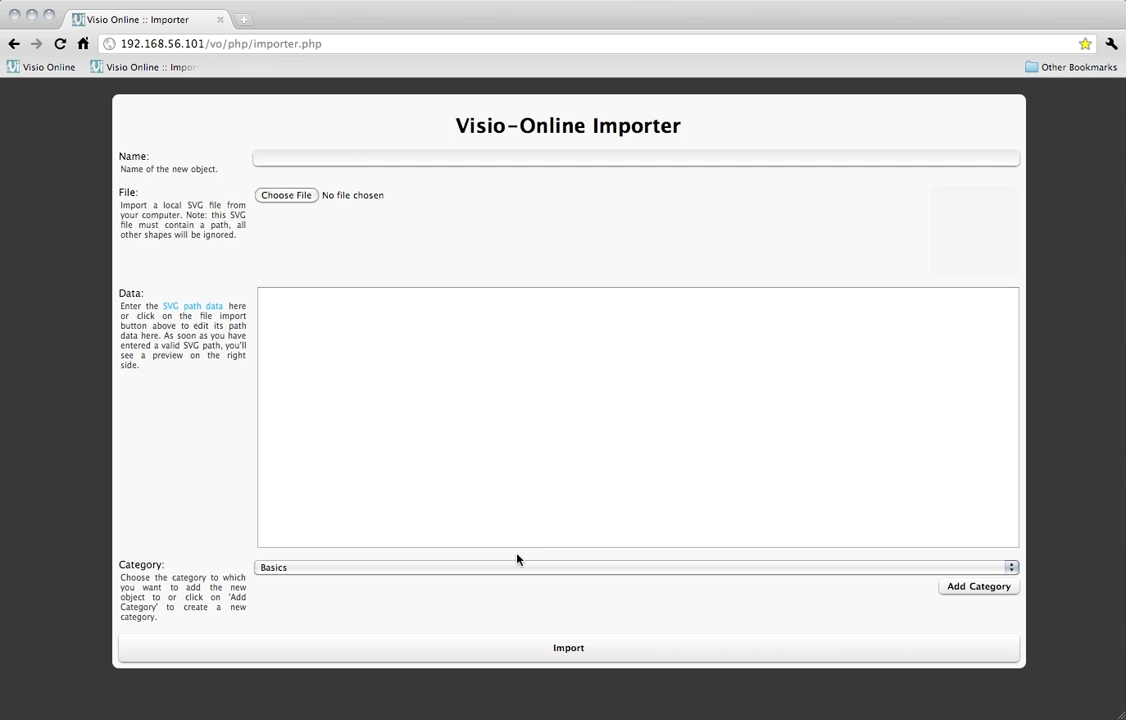 Visio Online :: Importer
192.168.56.101/vo/php/importer.php
Visio Online
Visio Online :: Impor
Other Bookmarks
Visio-Online Importer
Name:
Name of the new object.
File:
Choose File No file chosen
Import a local SVG file from
your computer. Note: this SVG
file must contain a path, all
other shapes will be ignored.
Data:
Enter the SVG path data here
or click on the file import
button above to edit its path
data here. As soon as you have
entered a valid SVG path, you'll
see a preview on the right
side.
Category:
Basics
Choose the category to which
you want to add the new
object to or click on 'Add
Category' to create a new
category.
Add Category
Import